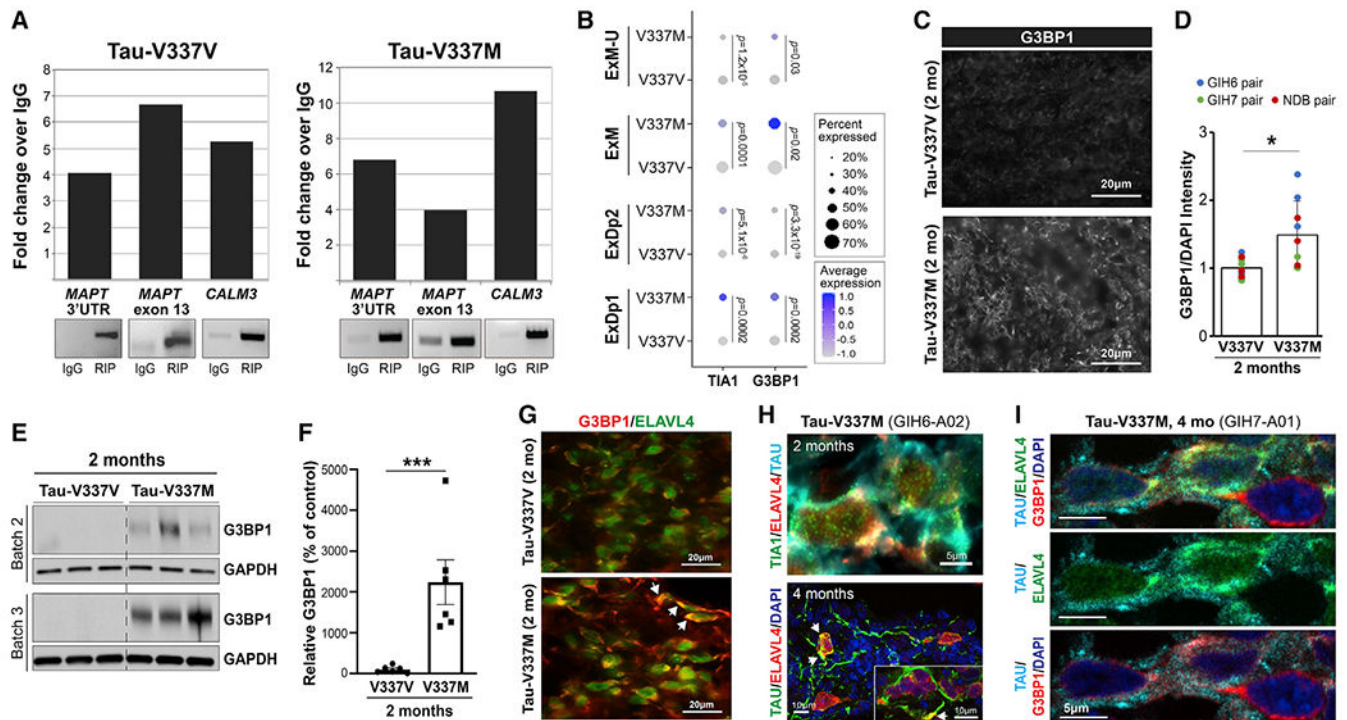 A
Tau-V337V
Fold change over IgG
8
7
6
5
4
3
2
1
MAPT 3'UTR
MAPT exon 13
CALM3
IgG RIP IgG RIP IgG RIP
Tau-V337M
Fold change over IgG
12
10
8
6
4
2
MAPT 3'UTR
MAPT exon 13
CALM3
IgG RIP IgG RIP IgG RIP
B
ExM-U
V337M
V337V
p=0.03
ExM
V337M
V337V
p=0.0001
p=0.02
ExDp2
V337M
V337V
ExDp1
V337M
V337V
p=0.0002
p=0.0002
TIA1 G3BP1
Percent expressed
20%
30%
40%
50%
60%
70%
Average expression
1.0
0.5
0.0
-0.5
-1.0
C
G3BP1
Tau-V337V (2 mo)
20µm
Tau-V337M (2 mo)
20µm
D
GIH6 pair
GIH7 pair NDB pair
G3BP1/DAPI Intensity
*
3
2
1
0
V337V V337M
2 months
E
2 months
Tau-V337V Tau-V337M
Batch 2
G3BP1
GAPDH
Batch 3
G3BP1
GAPDH
F
Relative G3BP1 (% of control)
***
5000
4000
3000
2000
1000
0
V337V V337M
2 months
G
G3BP1/ELAVL4
Tau-V337V (2 mo)
20µm
Tau-V337M (2 mo)
20µm
H
Tau-V337M (GIH6-A02)
TIA1/ELAVL4/TAU
2 months
5µm
TAU/ELAVL4/DAPI
4 months
10µm
10µm
I
Tau-V337M, 4 mo (GIH7-A01)
TAU/ELAVL4
G3BP1/DAPI
TAU/
ELAVL4
TAU/
G3BP1/DAPI
5µm